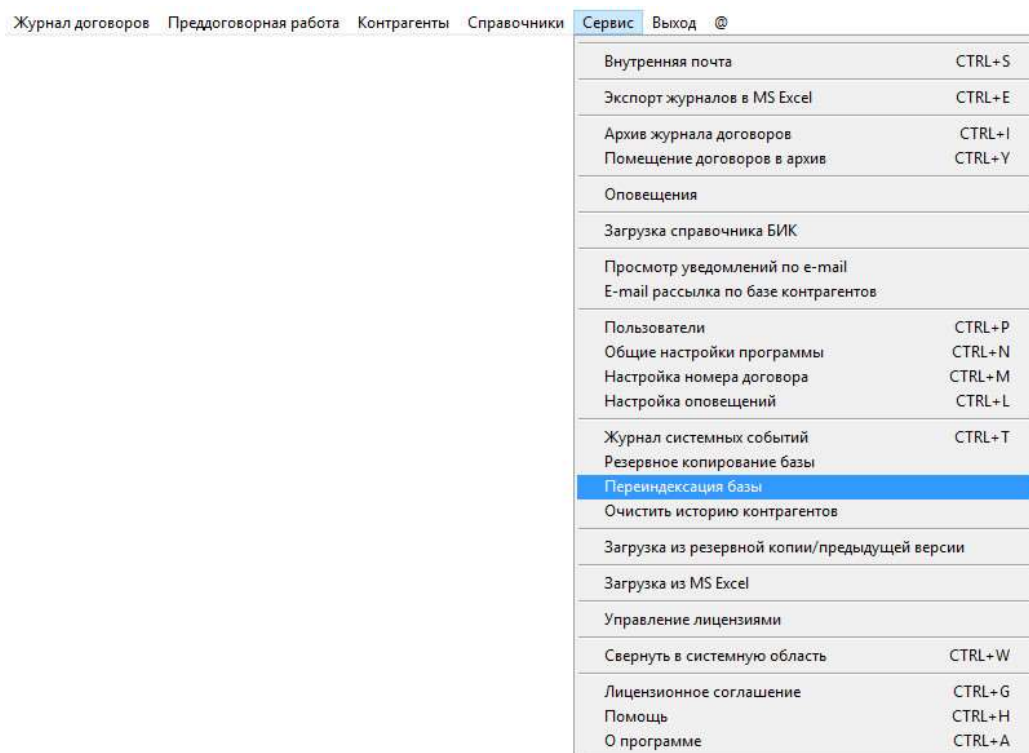 Журнал договоров Преддоговорная работа Контрагенты Справочники Сервис Выход @
Внутренняя почта CTRL+S
Экспорт журналов в MS Excel CTRL+E
Архив журнала договоров CTRL+I
Помещение договоров в архив CTRL+Y
Оповещения
Загрузка справочника БИК
Просмотр уведомлений по e-mail
E-mail рассылка по базе контрагентов
Пользователи CTRL+P
Общие настройки программы CTRL+N
Настройка номера договора CTRL+M
Настройка оповещений CTRL+L
Журнал системных событий CTRL+T
Резервное копирование базы
Переиндексация базы
Очистить историю контрагентов
Загрузка из резервной копии/предыдущей версии
Загрузка из MS Excel
Управление лицензиями
Свернуть в системную область CTRL+W
Лицензионное соглашение CTRL+G
Помощь CTRL+H
О программе CTRL+A